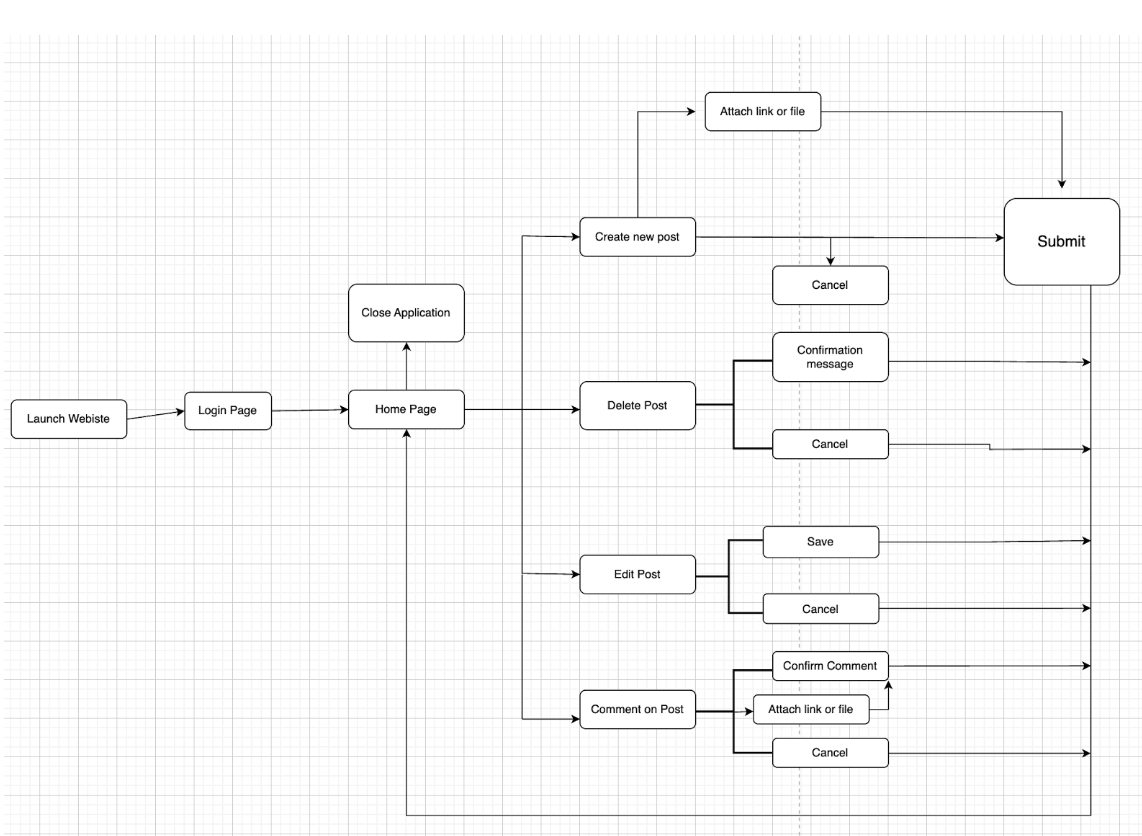 Attach link or file
Create new post
Submit
Cancel
Close Application
Confirmation
message
Launch Webiste
Login Page
Home Page
Delete Post
Cancel
Save
Edit Post
Cancel
Confirm Comment
Comment on Post
Attach link or file
Cancel